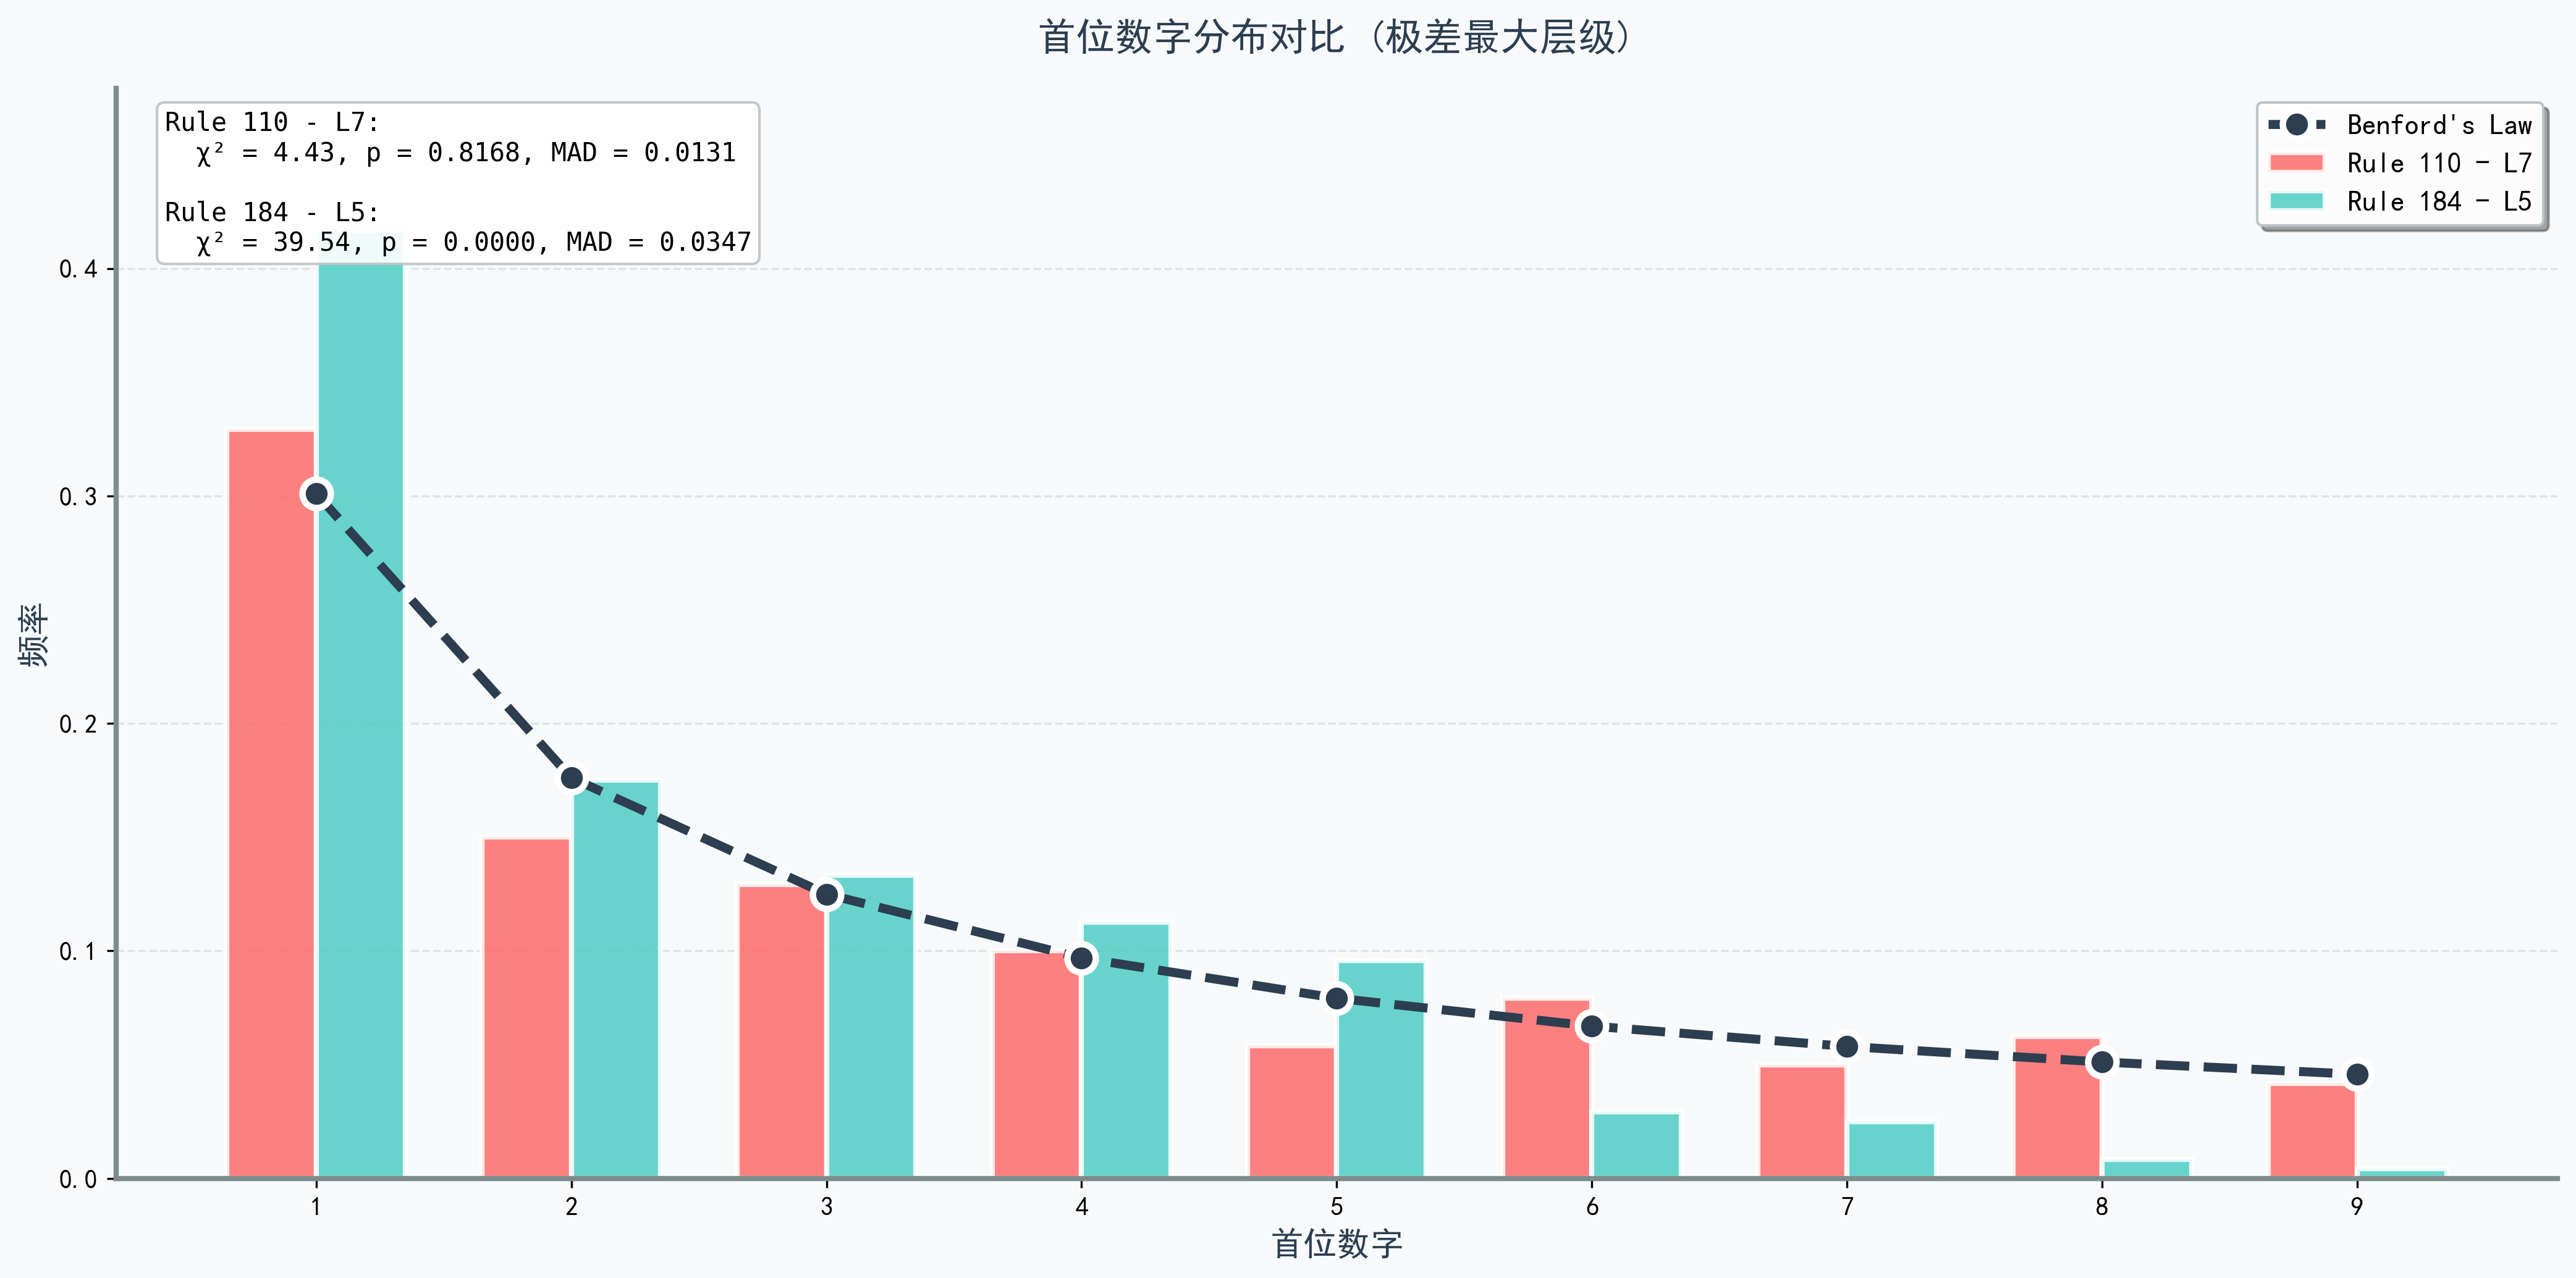 首位数字分布对比 (极差最大层级)
Rule 110 - L7:
χ² = 4.43, p = 0.8168, MAD = 0.0131
Rule 184 - L5:
χ² = 39.54, p = 0.0000, MAD = 0.0347
Benford's Law
Rule 110 - L7
Rule 184 - L5
频率
0.4
0.3
0.2
0.1
0.0
1 2 3 4 5 6 7 8 9
首位数字